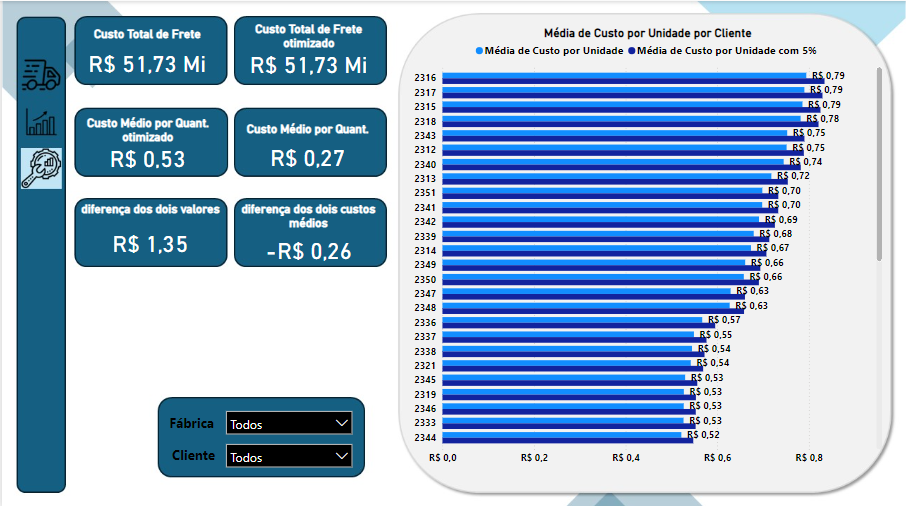 Custo Total de Frete
R$ 51,73 Mi
Custo Total de Frete
otimizado
R$ 51,73 Mi
Custo Médio por Quant.
otimizado
R$ 0,53
Custo Médio por Quant.
R$ 0,27
diferença dos dois valores
R$ 1,35
diferença dos dois custos
médios
-R$ 0,26
Fábrica
Todos
Cliente
Todos
Média de Custo por Unidade por Cliente
Média de Custo por Unidade Média de Custo por Unidade com 5%
2316 R$ 0,79
2317 R$ 0,79
2315 R$ 0,79
2318 R$ 0,78
2343 R$ 0,75
2312 R$ 0,75
2340 R$ 0,74
2313 R$ 0,72
2351 R$ 0,70
2341 R$ 0,70
2342 R$ 0,69
2339 R$ 0,68
2314 R$ 0,67
2349 R$ 0,66
2350 R$ 0,66
2347 R$ 0,63
2348 R$ 0,63
2336 R$ 0,57
2337 R$ 0,55
2338 R$ 0,54
2321 R$ 0,54
2345 R$ 0,53
2319 R$ 0,53
2346 R$ 0,53
2333 R$ 0,53
2344 R$ 0,52
R$ 0,0 R$ 0,2 R$ 0,4 R$ 0,6 R$ 0,8